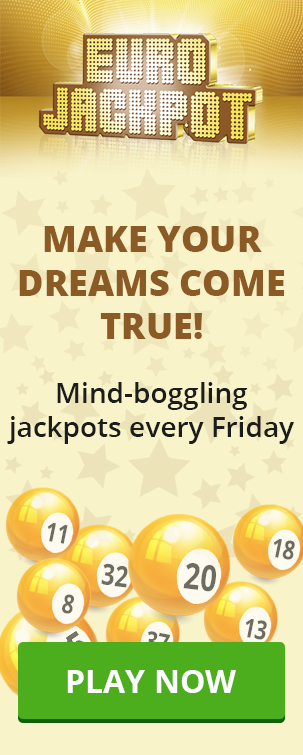 EURO
JACKPOT
MAKE YOUR
DREAMS COME
TRUE!
Mind-boggling
jackpots every Friday
11
32
20
18
8
37
13
PLAY NOW